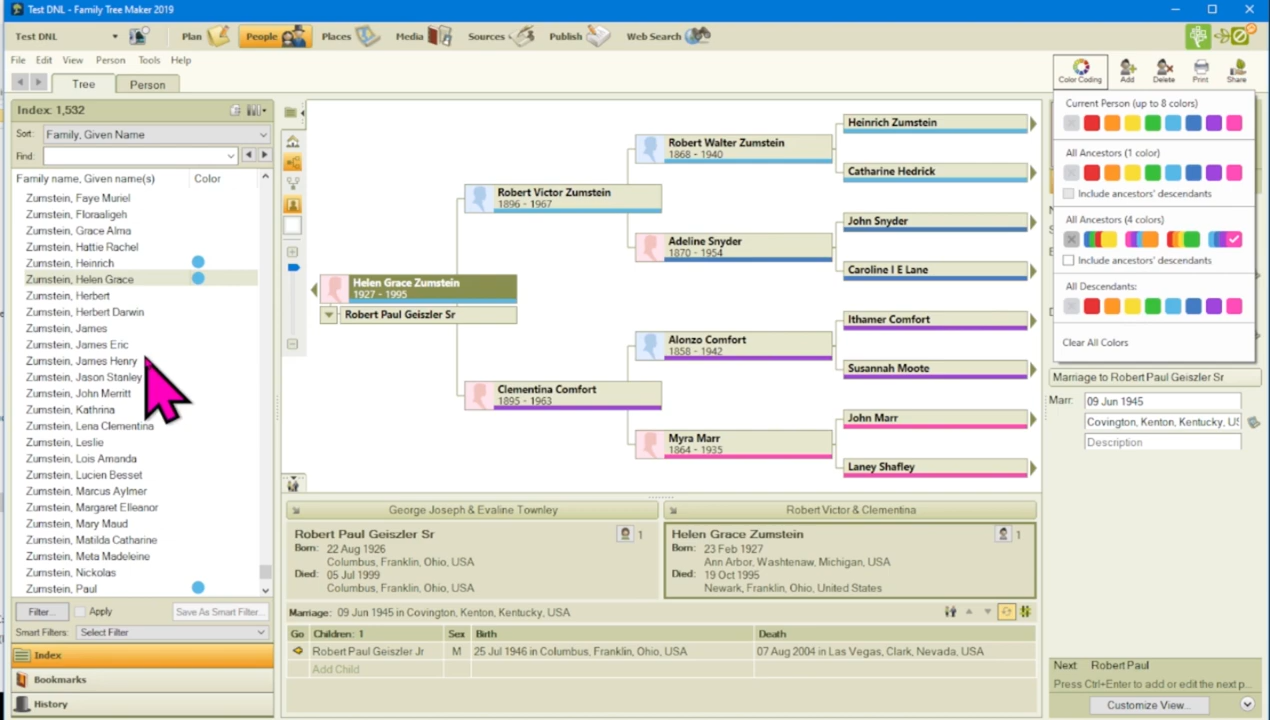 Test DNL - Family Tree Maker 2019
Test DNL
Plan
People
Places
Media
Sources
Publish
Web Search
File Edit View Person Tools Help
Tree
Person
Color Coding
Add
Delete
Print
Share
Index: 1,532
Sort: Family, Given Name
Find:
Family name, Given name(s) Color
Zumstein, Faye Muriel
Zumstein, Floraaligeh
Zumstein, Grace Alma
Zumstein, Hattie Rachel
Zumstein, Heinrich
Zumstein, Helen Grace
Zumstein, Herbert
Zumstein, Herbert Darwin
Zumstein, James
Zumstein, James Eric
Zumstein, James Henry
Zumstein, Jason Stanley
Zumstein, John Merritt
Zumstein, Kathrina
Zumstein, Lena Clementina
Zumstein, Leslie
Zumstein, Lois Amanda
Zumstein, Lucien Besset
Zumstein, Marcus Aylmer
Zumstein, Margaret Elleanor
Zumstein, Mary Maud
Zumstein, Matilda Catharine
Zumstein, Meta Madeleine
Zumstein, Nickolas
Zumstein, Paul
Filter...
Apply
Save As Smart Filter...
Smart Filters: Select Filter
Index
Bookmarks
History
Helen Grace Zumstein
1927 - 1995
Robert Paul Geiszler Sr
Robert Victor Zumstein
1896 - 1967
Clementina Comfort
1895 - 1963
Robert Walter Zumstein
1868 - 1940
Adeline Snyder
1870 - 1954
Alonzo Comfort
1858 - 1942
Myra Marr
1864 - 1935
Heinrich Zumstein
Catharine Hedrick
John Snyder
Caroline I E Lane
Ithamer Comfort
Susannah Moote
John Marr
Laney Shafley
George Joseph & Evaline Townley
Robert Victor & Clementina
Robert Paul Geiszler Sr
1
Born: 22 Aug 1926
Columbus, Franklin, Ohio, USA
Died: 05 Jul 1999
Columbus, Franklin, Ohio, USA
Helen Grace Zumstein
1
Born: 23 Feb 1927
Ann Arbor, Washtenaw, Michigan, USA
Died: 19 Oct 1995
Newark, Franklin, Ohio, United States
Marriage: 09 Jun 1945 in Covington, Kenton, Kentucky, USA
Go Children: 1 Sex Birth Death
Robert Paul Geiszler Jr M 25 Jul 1946 in Columbus, Franklin, Ohio, USA 07 Aug 2004 in Las Vegas, Clark, Nevada, USA
Add Child
Current Person (up to 8 colors)
All Ancestors (1 color)
Include ancestors' descendants
All Ancestors (4 colors)
Include ancestors' descendants
All Descendants:
Clear All Colors
Marriage to Robert Paul Geiszler Sr
Marr: 09 Jun 1945
Covington, Kenton, Kentucky,
Description
Next Robert Paul
Press Ctrl+Enter to add or edit the next p...
Customize View...